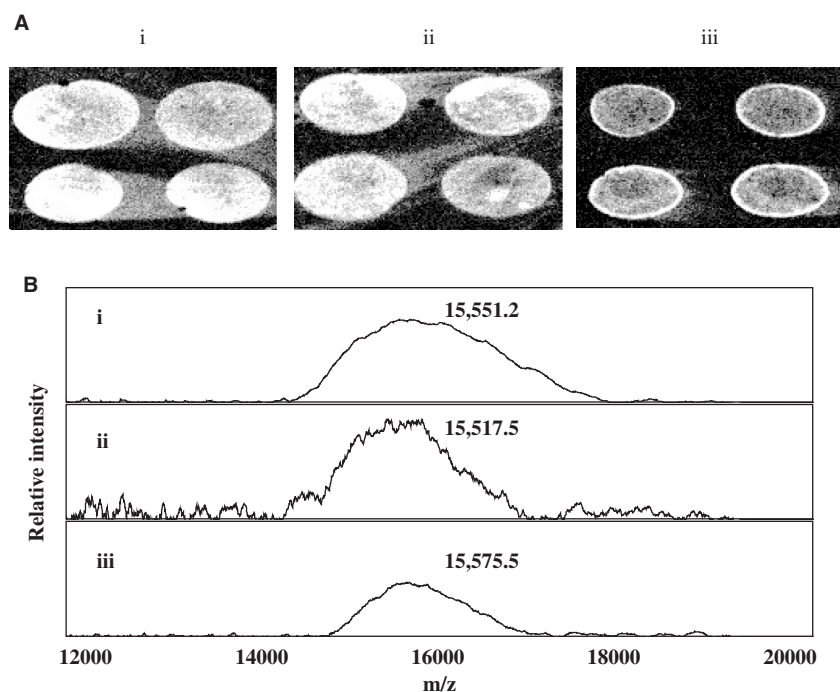 A
i ii iii
B
i 15,551.2
ii 15,517.5
iii 15,575.5
Relative intensity
12000 14000 16000 18000 20000
m/z